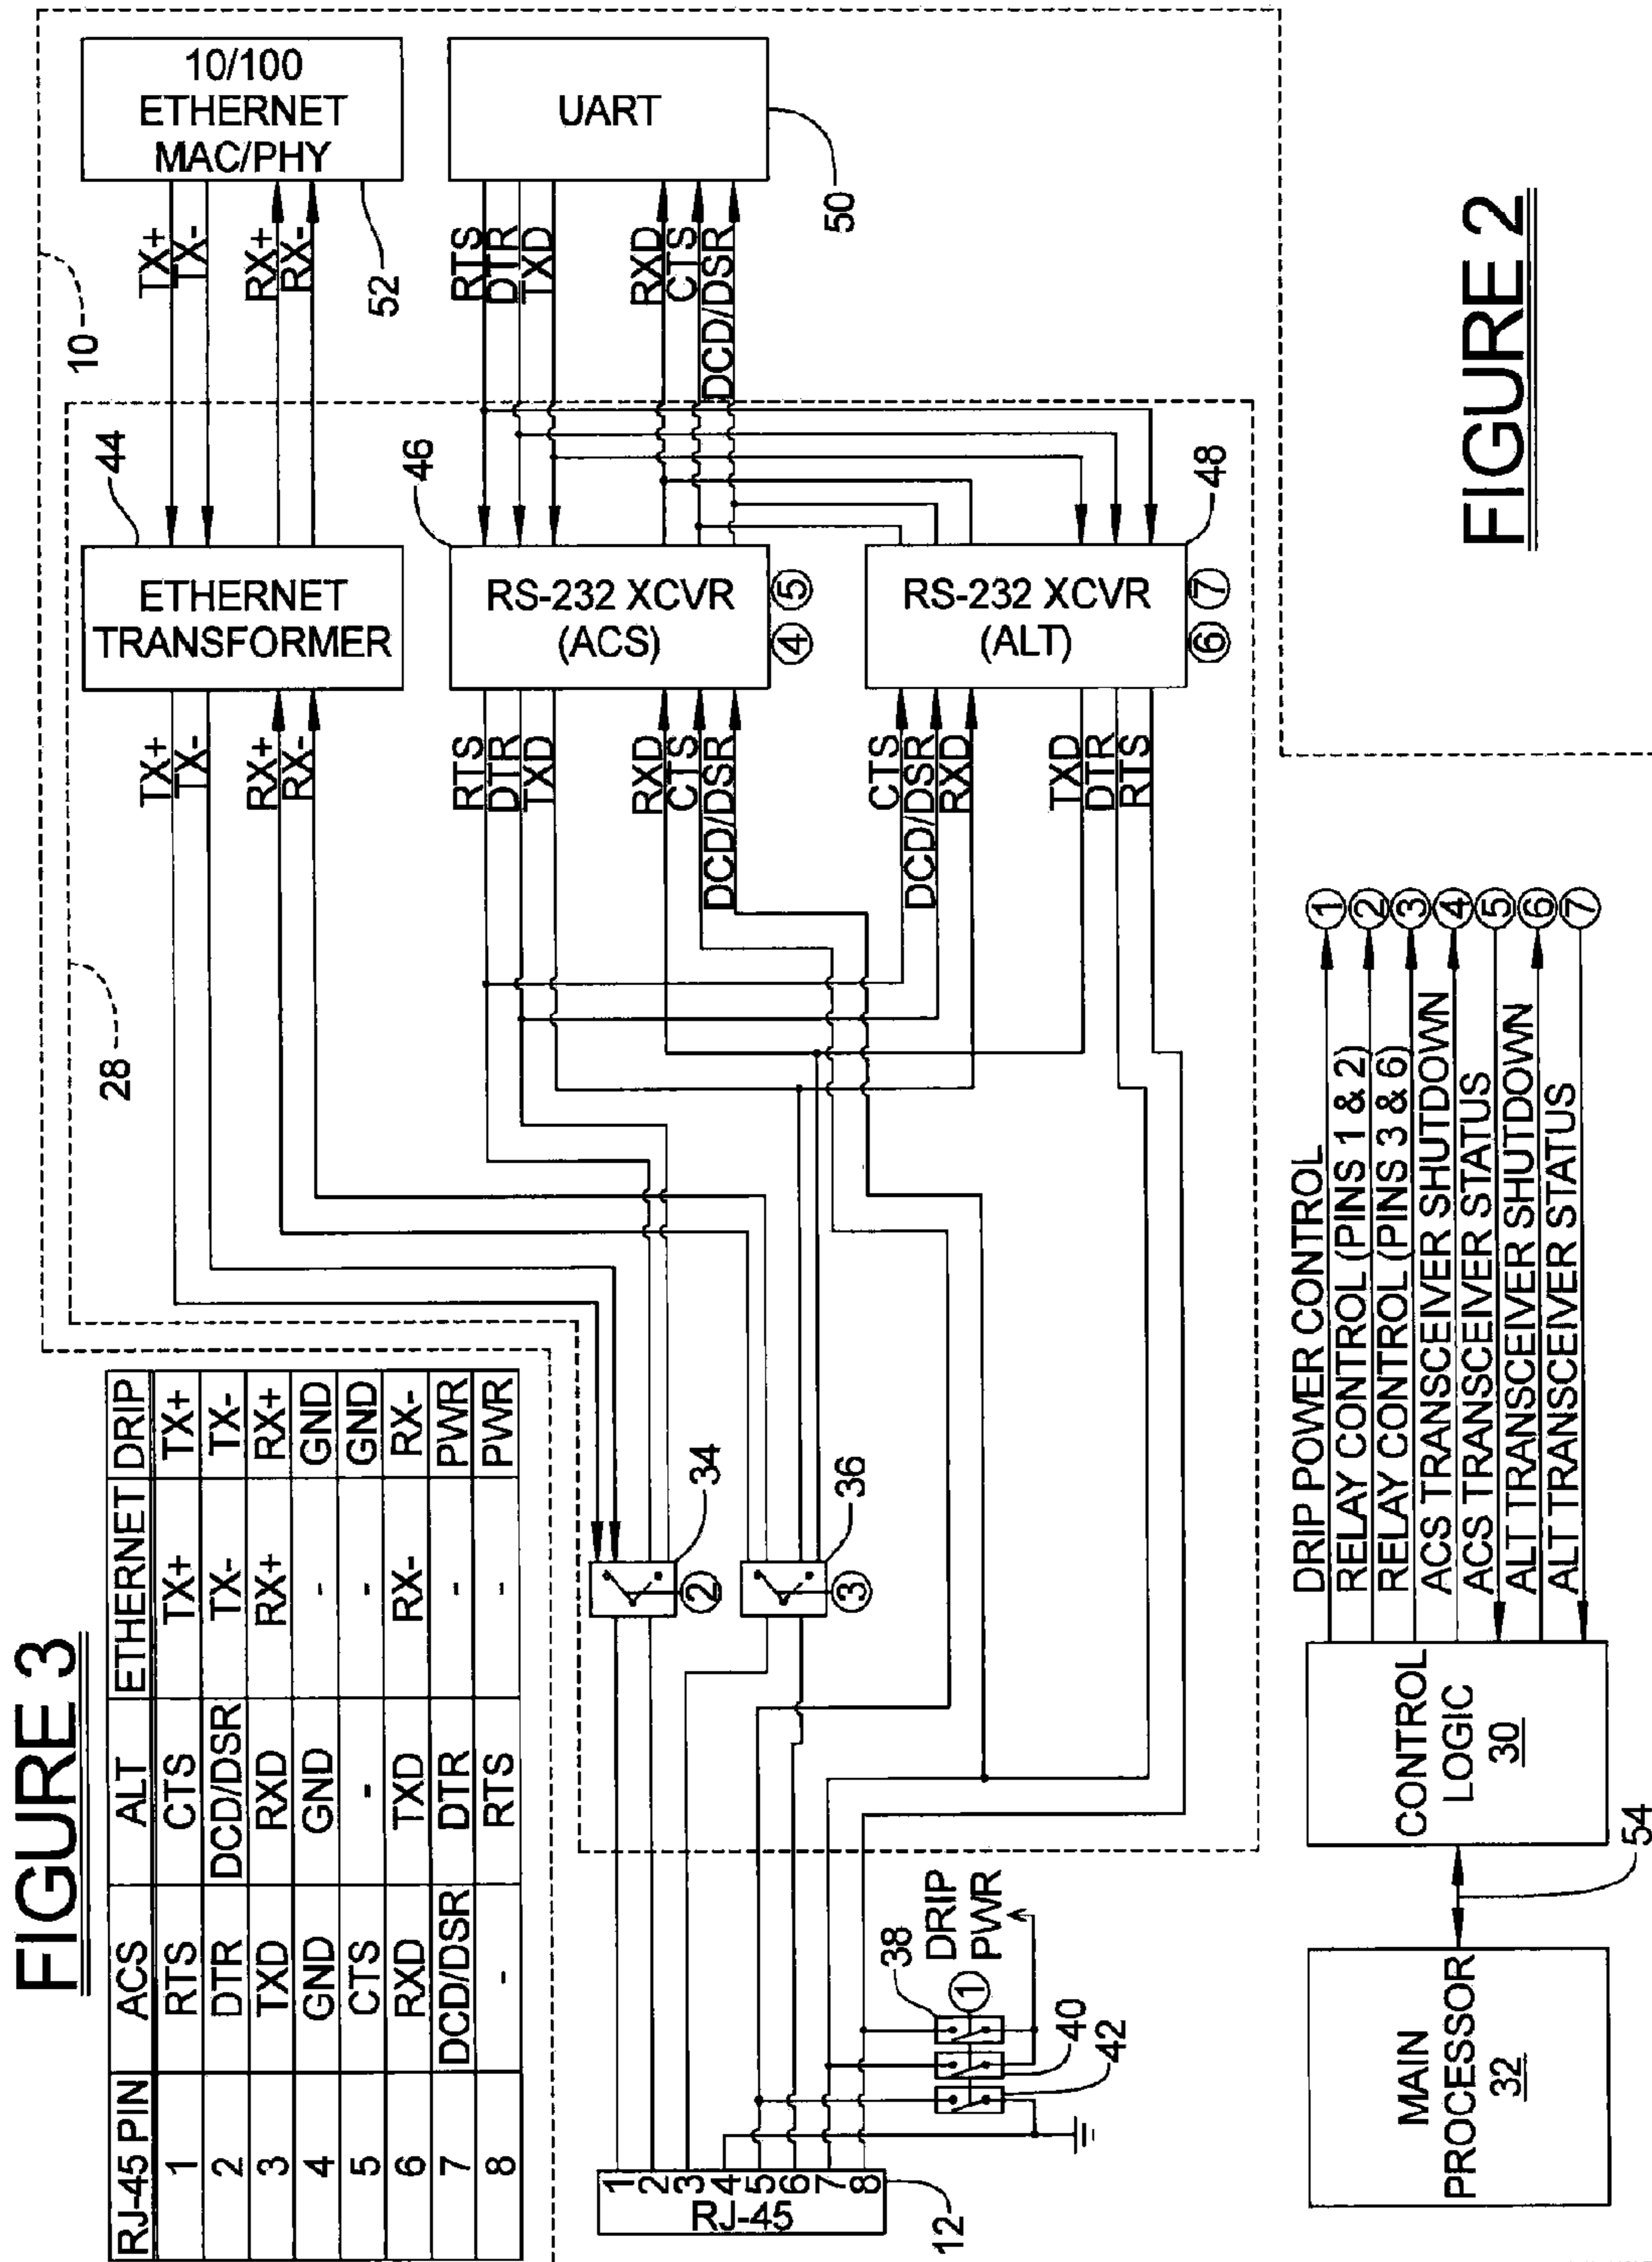 FIGURE 3
RJ-45 PIN ACS ALT ETHERNET DRIP
1 RTS CTS TX+ TX+
2 DTR DCD/DSR TX- TX-
3 TXD RXD RX+ RX+
4 GND GND - GND
5 CTS - - GND
6 RXD TXD RX- RX-
7 DCD/DSR DTR - PWR
8 - RTS - PWR
10
28
10/100
ETHERNET
MAC/PHY
52
TX+
TX-
RX+
RX-
44
ETHERNET
TRANSFORMER
TX+
TX-
RX+
RX-
UART
50
RTS
DTR
TXD
RXD
CTS
DCD/DSR
46
RS-232 XCVR
(ACS)
④ ⑤
RTS
DTR
TXD
RXD
CTS
DCD/DSR
48
RS-232 XCVR
(ALT)
⑥ ⑦
CTS
DCD/DSR
RXD
TXD
DTR
RTS
34
②
36
③
1
2
3
4
5
6
7
8
RJ-45
12
38
DRIP
PWR
①
40
42
MAIN
PROCESSOR
32
54
CONTROL
LOGIC
30
DRIP POWER CONTROL ①
RELAY CONTROL (PINS 1 & 2) ②
RELAY CONTROL (PINS 3 & 6) ③
ACS TRANSCEIVER SHUTDOWN ④
ACS TRANSCEIVER STATUS ⑤
ALT TRANSCEIVER SHUTDOWN ⑥
ALT TRANSCEIVER STATUS ⑦
FIGURE 2